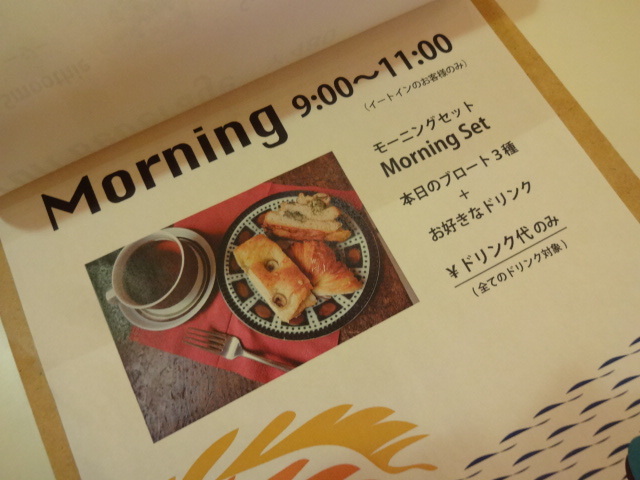 Morning 9:00〜11:00
(イートインのお客様のみ)
モーニングセット
Morning Set
本日のブロート3種
+
お好きなドリンク
¥ドリンク代のみ
(全てのドリンク対象)